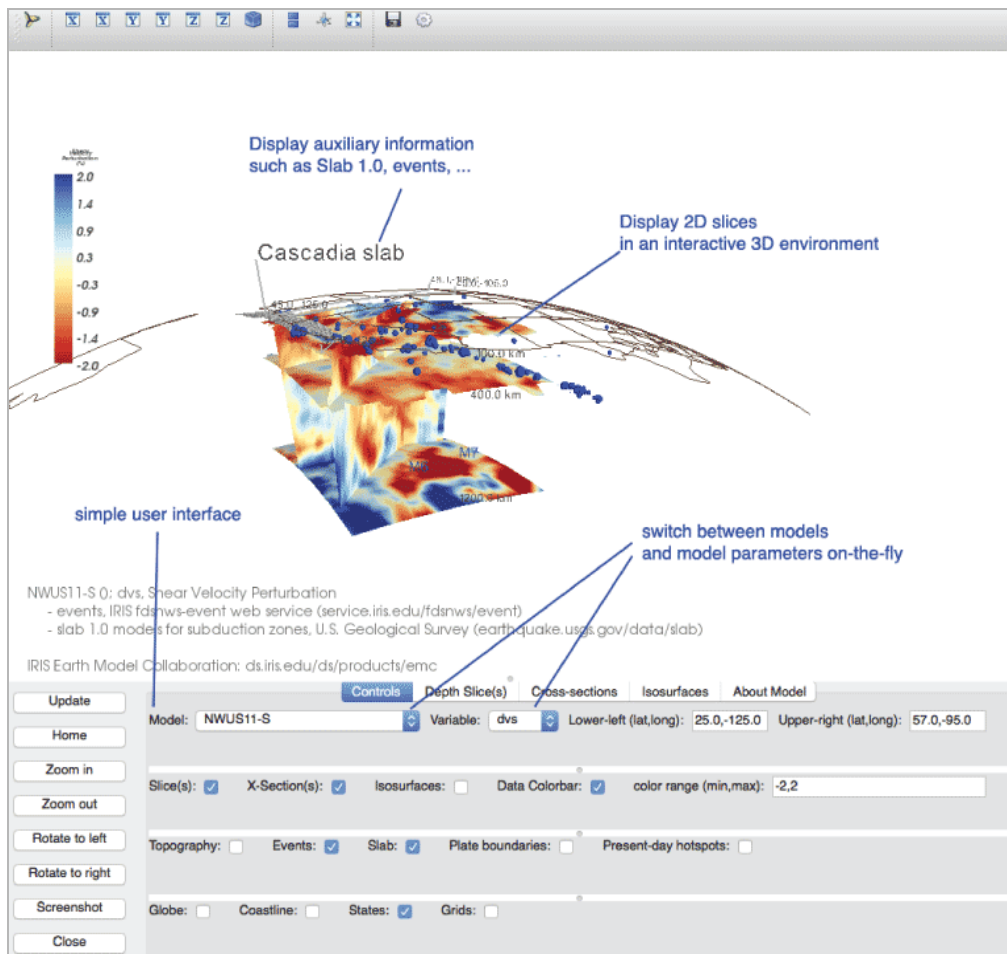 X X Y Y Z Z
Display auxiliary information
such as Slab 1.0, events, ...
Velocity
Perturbation
2.0
1.4
0.9
0.3
-0.3
-0.9
-1.4
-2.0
Display 2D slices
in an interactive 3D environment
Cascadia slab
45.0, -125.0
400.0 km
M7
simple user interface
switch between models
and model parameters on-the-fly
NWUS11-S (); dvs, Shear Velocity Perturbation
- events, IRIS fdsnws-event web service (service.iris.edu/fdsnws/event)
- slab 1.0 models for subduction zones, U.S. Geological Survey (earthquake.usgs.gov/data/slab)
IRIS Earth Model Collaboration: ds.iris.edu/ds/products/emc
Controls Depth Slice(s) Cross-sections Isosurfaces About Model
Update
Model: NWUS11-S Variable: dvs Lower-left (lat,long): 25.0,-125.0 Upper-right (lat,long): 57.0,-95.0
Home
Zoom in
Slice(s): X-Section(s): Isosurfaces: Data Colorbar: color range (min,max): -2,2
Zoom out
Rotate to left
Topography: Events: Slab: Plate boundaries: Present-day hotspots:
Rotate to right
Screenshot
Globe: Coastline: States: Grids:
Close